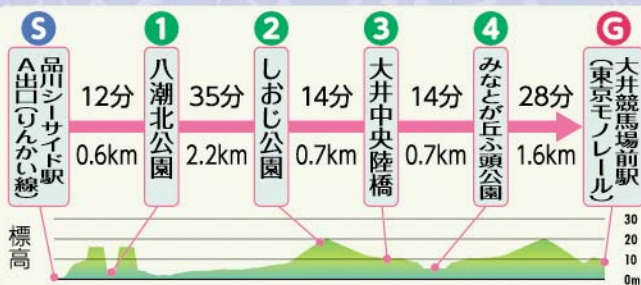 S
1
2
3
4
G
品川シーサイド駅
A出口(りんかい線)
12分
0.6km
八潮北公園
35分
2.2km
しおじ公園
14分
0.7km
大井中央陸橋
14分
0.7km
みなとが丘ふ頭公園
28分
1.6km
大井競馬場前駅
(東京モノレール)
標高
30
20
10
0m